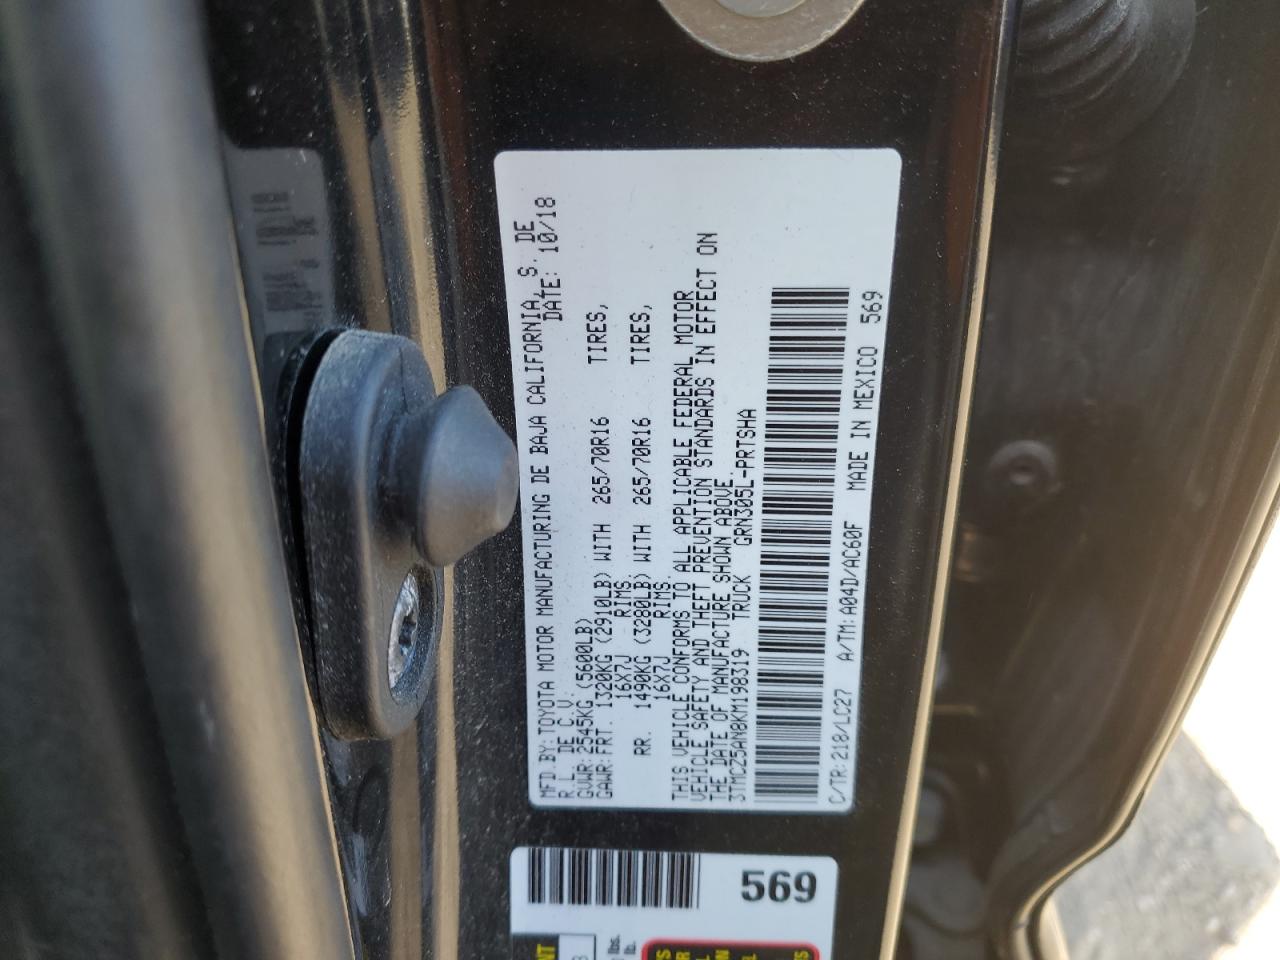 MFD.BY:TOYOTA MOTOR MANUFACTURING DE BAJA CALIFORNIA, S. DE
R.L. DE C.V. DATE: 10/18
GVWR:2545KG (5600LB)
GAWR:FRT. 1320KG (2910LB) WITH 265/70R16 TIRES,
16X7J RIMS.
RR. 1490KG (3280LB) WITH 265/70R16 TIRES,
16X7J RIMS.
THIS VEHICLE CONFORMS TO ALL APPLICABLE FEDERAL MOTOR
VEHICLE SAFETY AND THEFT PREVENTION STANDARDS IN EFFECT ON
THE DATE OF MANUFACTURE SHOWN ABOVE.
3TMCZ5AN8KM198319 TRUCK GRN305L-PRTSHA
C/TR:218/LC27 A/TM:A04D/AC60F MADE IN MEXICO 569
569
lbs.
lb.